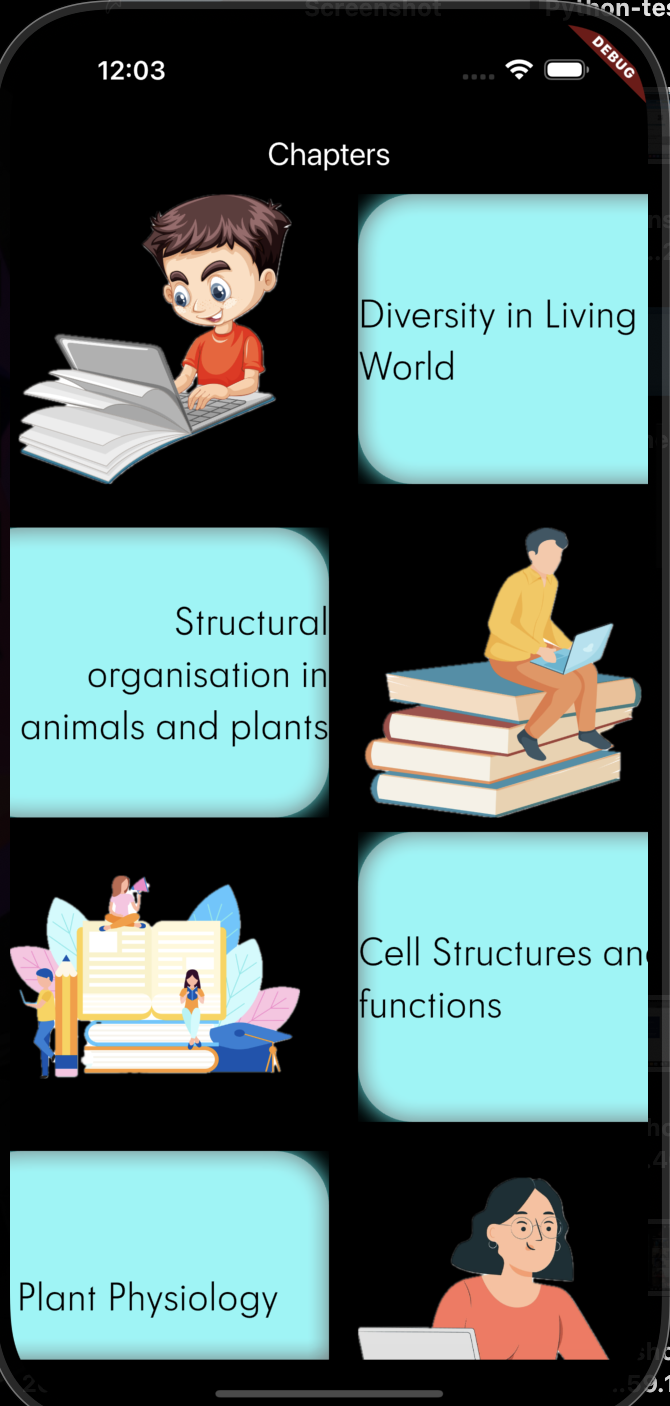 Screenshot
Python-tes
12:03
DEBUG
Chapters
Diversity in Living
World
Structural
organisation in
animals and plants
Cell Structures and
functions
Plant Physiology